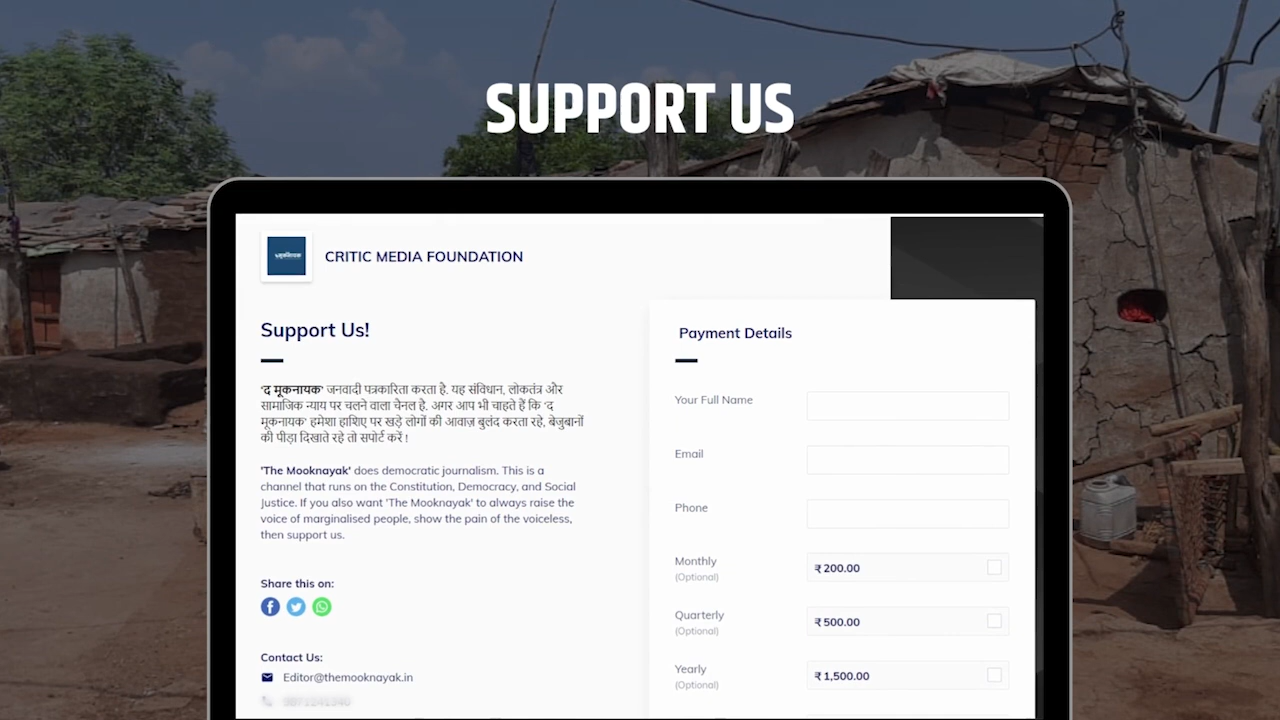 SUPPORT US
द मूकनायक
CRITIC MEDIA FOUNDATION
Support Us!
'द मूकनायक' जनवादी पत्रकारिता करता है. यह संविधान, लोकतंत्र और
सामाजिक न्याय पर चलने वाला चैनल है. अगर आप भी चाहते हैं कि 'द
मूकनायक' हमेशा हाशिए पर खड़े लोगों की आवाज़ बुलंद करता रहे, बेजुबानों
की पीड़ा दिखाते रहे तो सपोर्ट करें !
'The Mooknayak' does democratic journalism. This is a
channel that runs on the Constitution, Democracy, and Social
Justice. If you also want 'The Mooknayak' to always raise the
voice of marginalised people, show the pain of the voiceless,
then support us.
Share this on:
Contact Us:
Editor@themooknayak.in
Payment Details
Your Full Name
Email
Phone
Monthly
(Optional)
₹ 200.00
Quarterly
(Optional)
₹ 500.00
Yearly
(Optional)
₹ 1,500.00